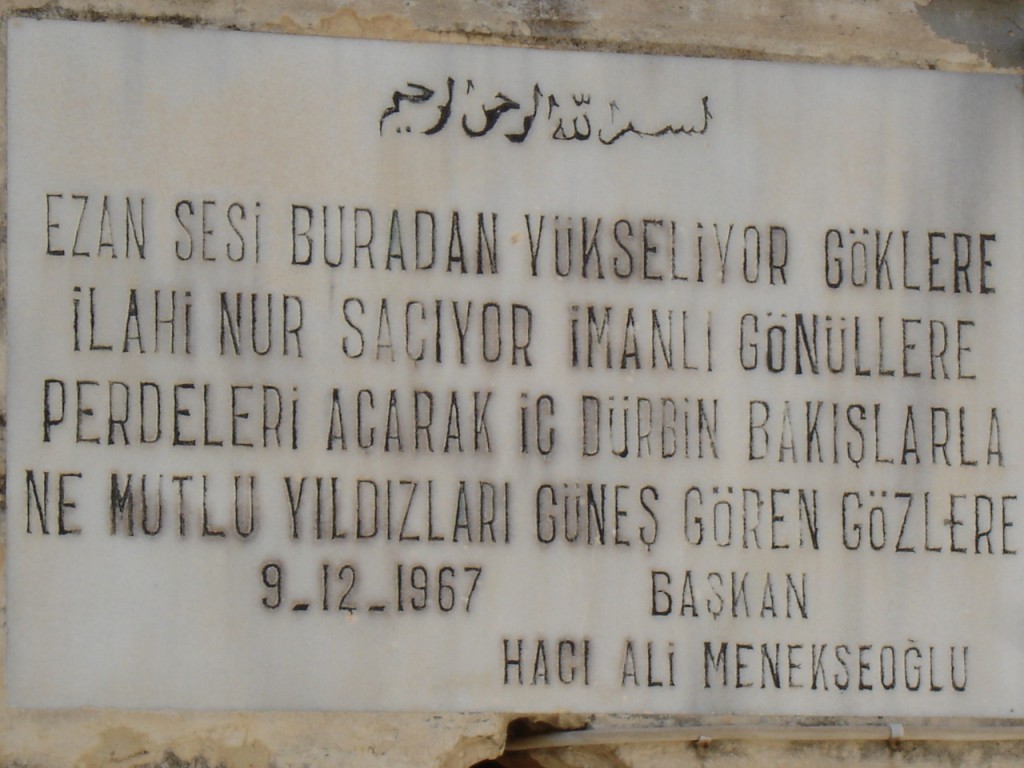 بسم الله الرحمن الرحيم
EZAN SESİ BURADAN YÜKSELİYOR GÖKLERE
İLAHİ NUR SAÇIYOR İMANLI GÖNÜLLERE
PERDELERİ AÇARAK İÇ DÜRBİN BAKIŞLARLA
NE MUTLU YILDIZLARI GÜNEŞ GÖREN GÖZLERE
9_12_1967 BAŞKAN
HACI ALİ MENEKŞEOĞLU